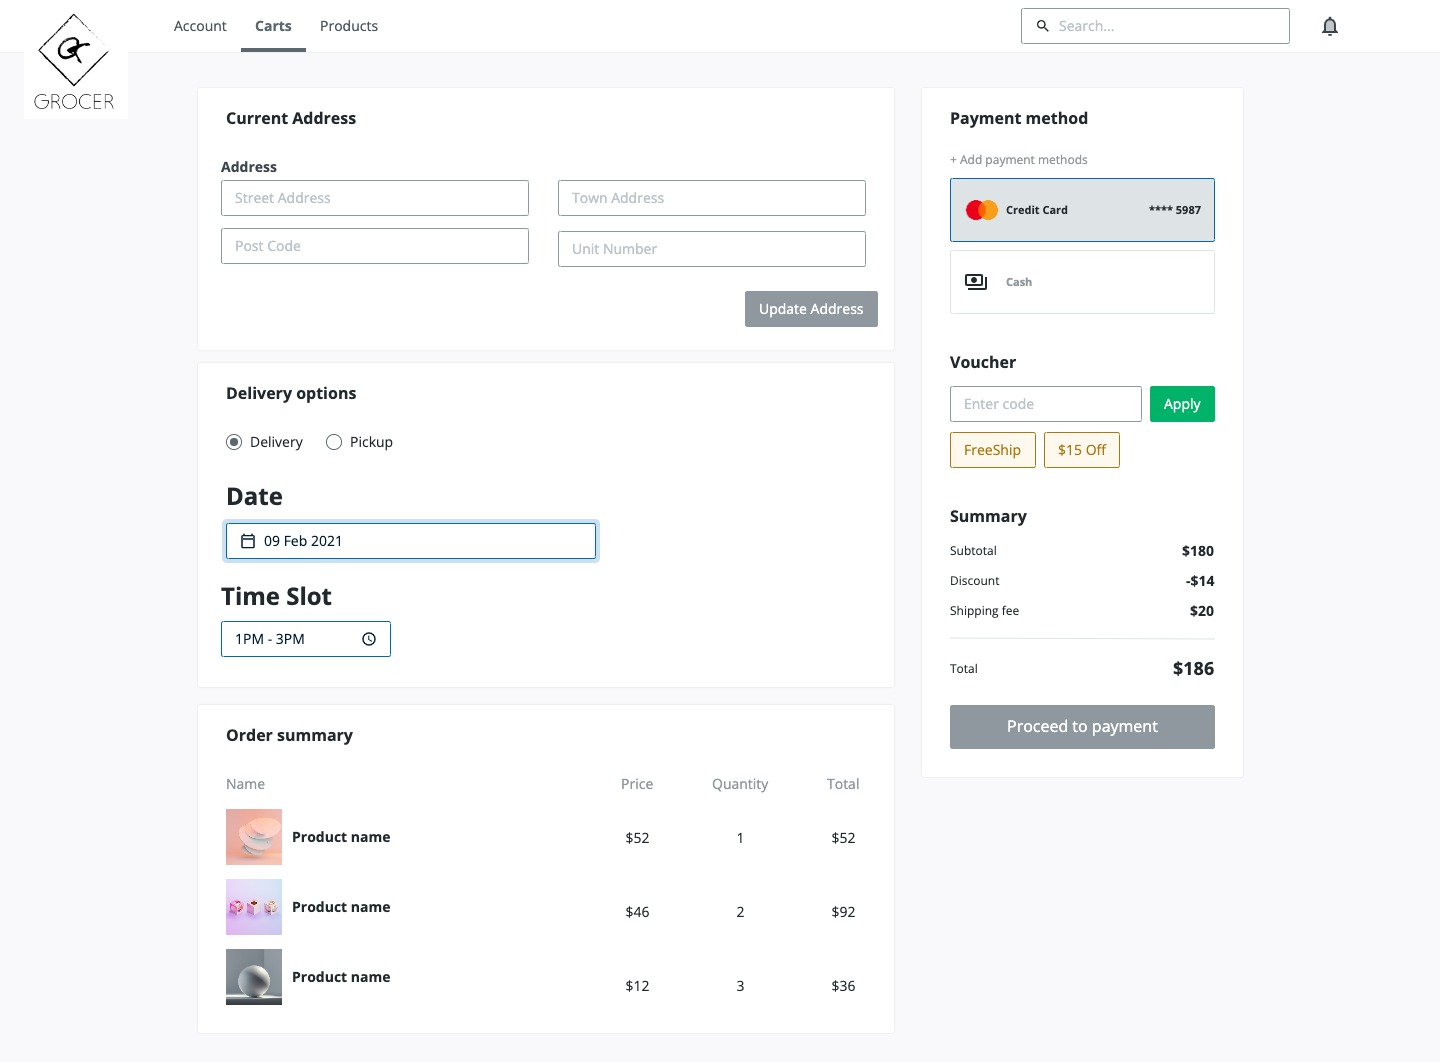 Account Carts Products
Search...
GROCER
Current Address
Address
Street Address Town Address
Post Code Unit Number
Update Address
Delivery options
Delivery Pickup
Date
09 Feb 2021
Time Slot
1PM - 3PM
Order summary
Name Price Quantity Total
Product name $52 1 $52
Product name $46 2 $92
Product name $12 3 $36
Payment method
+ Add payment methods
Credit Card **** 5987
Cash
Voucher
Enter code Apply
FreeShip $15 Off
Summary
Subtotal $180
Discount -$14
Shipping fee $20
Total $186
Proceed to payment